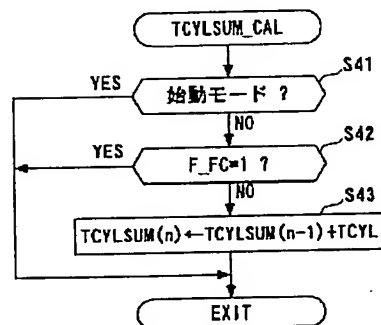 TCYLSUM_CAL
S41
YES
始動モード ?
NO
S42
YES
F_FC=1 ?
NO
S43
TCYLSUM(n)←TCYLSUM(n-1)+TCYL
EXIT